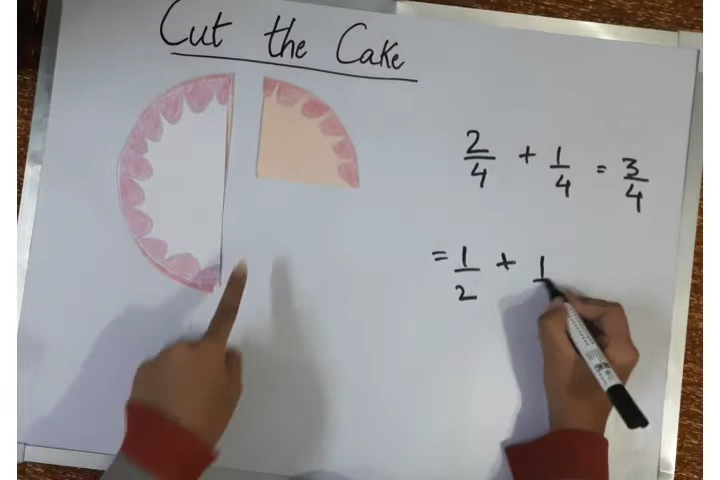 Cut the Cake
2/4 + 1/4 = 3/4
= 1/2 + 1/